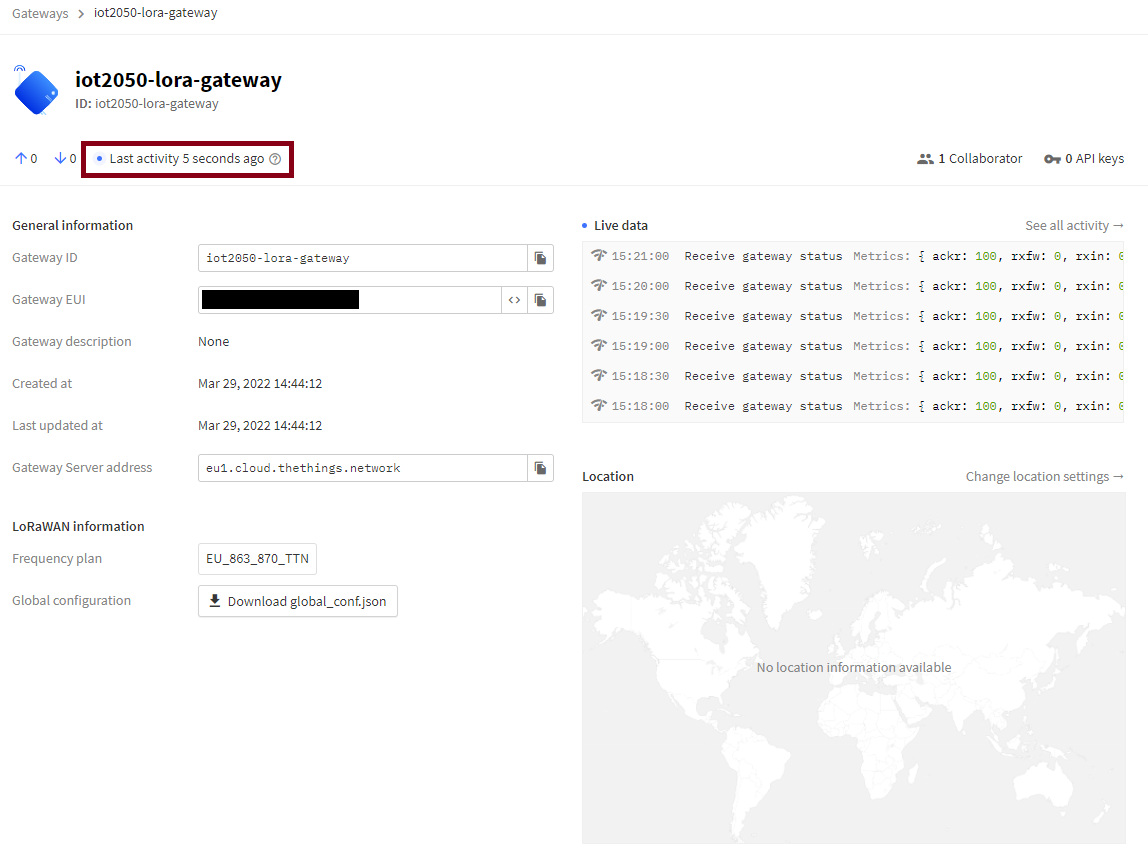 Gateways > iot2050-lora-gateway
iot2050-lora-gateway
ID: iot2050-lora-gateway
0 0 Last activity 5 seconds ago
1 Collaborator 0 API keys
General information
Gateway ID iot2050-lora-gateway
Gateway EUI
Gateway description None
Created at Mar 29, 2022 14:44:12
Last updated at Mar 29, 2022 14:44:12
Gateway Server address eu1.cloud.thethings.network
LoRaWAN information
Frequency plan EU_863_870_TTN
Global configuration Download global_conf.json
Live data See all activity →
15:21:00 Receive gateway status Metrics: { ackr: 100, rxfw: 0, rxin: 0
15:20:00 Receive gateway status Metrics: { ackr: 100, rxfw: 0, rxin: 0
15:19:30 Receive gateway status Metrics: { ackr: 100, rxfw: 0, rxin: 0
15:19:00 Receive gateway status Metrics: { ackr: 100, rxfw: 0, rxin: 0
15:18:30 Receive gateway status Metrics: { ackr: 100, rxfw: 0, rxin: 0
15:18:00 Receive gateway status Metrics: { ackr: 100, rxfw: 0, rxin: 0
Location Change location settings →
No location information available